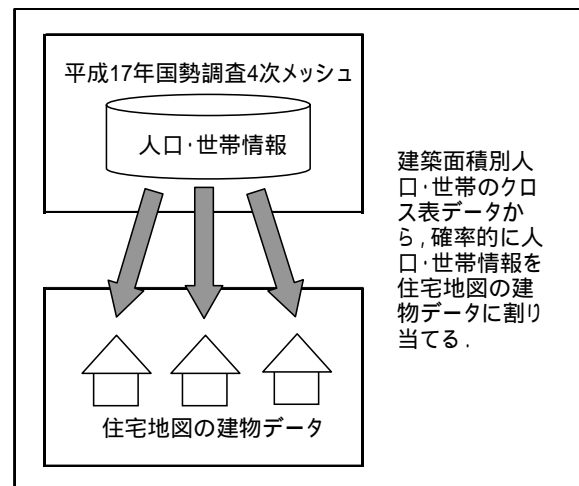 平成17年国勢調査4次メッシュ
人口・世帯情報
建築面積別人
口・世帯のクロ
ス表データか
ら，確率的に人
口・世帯情報を
住宅地図の建
物データに割り
当てる．
住宅地図の建物データ